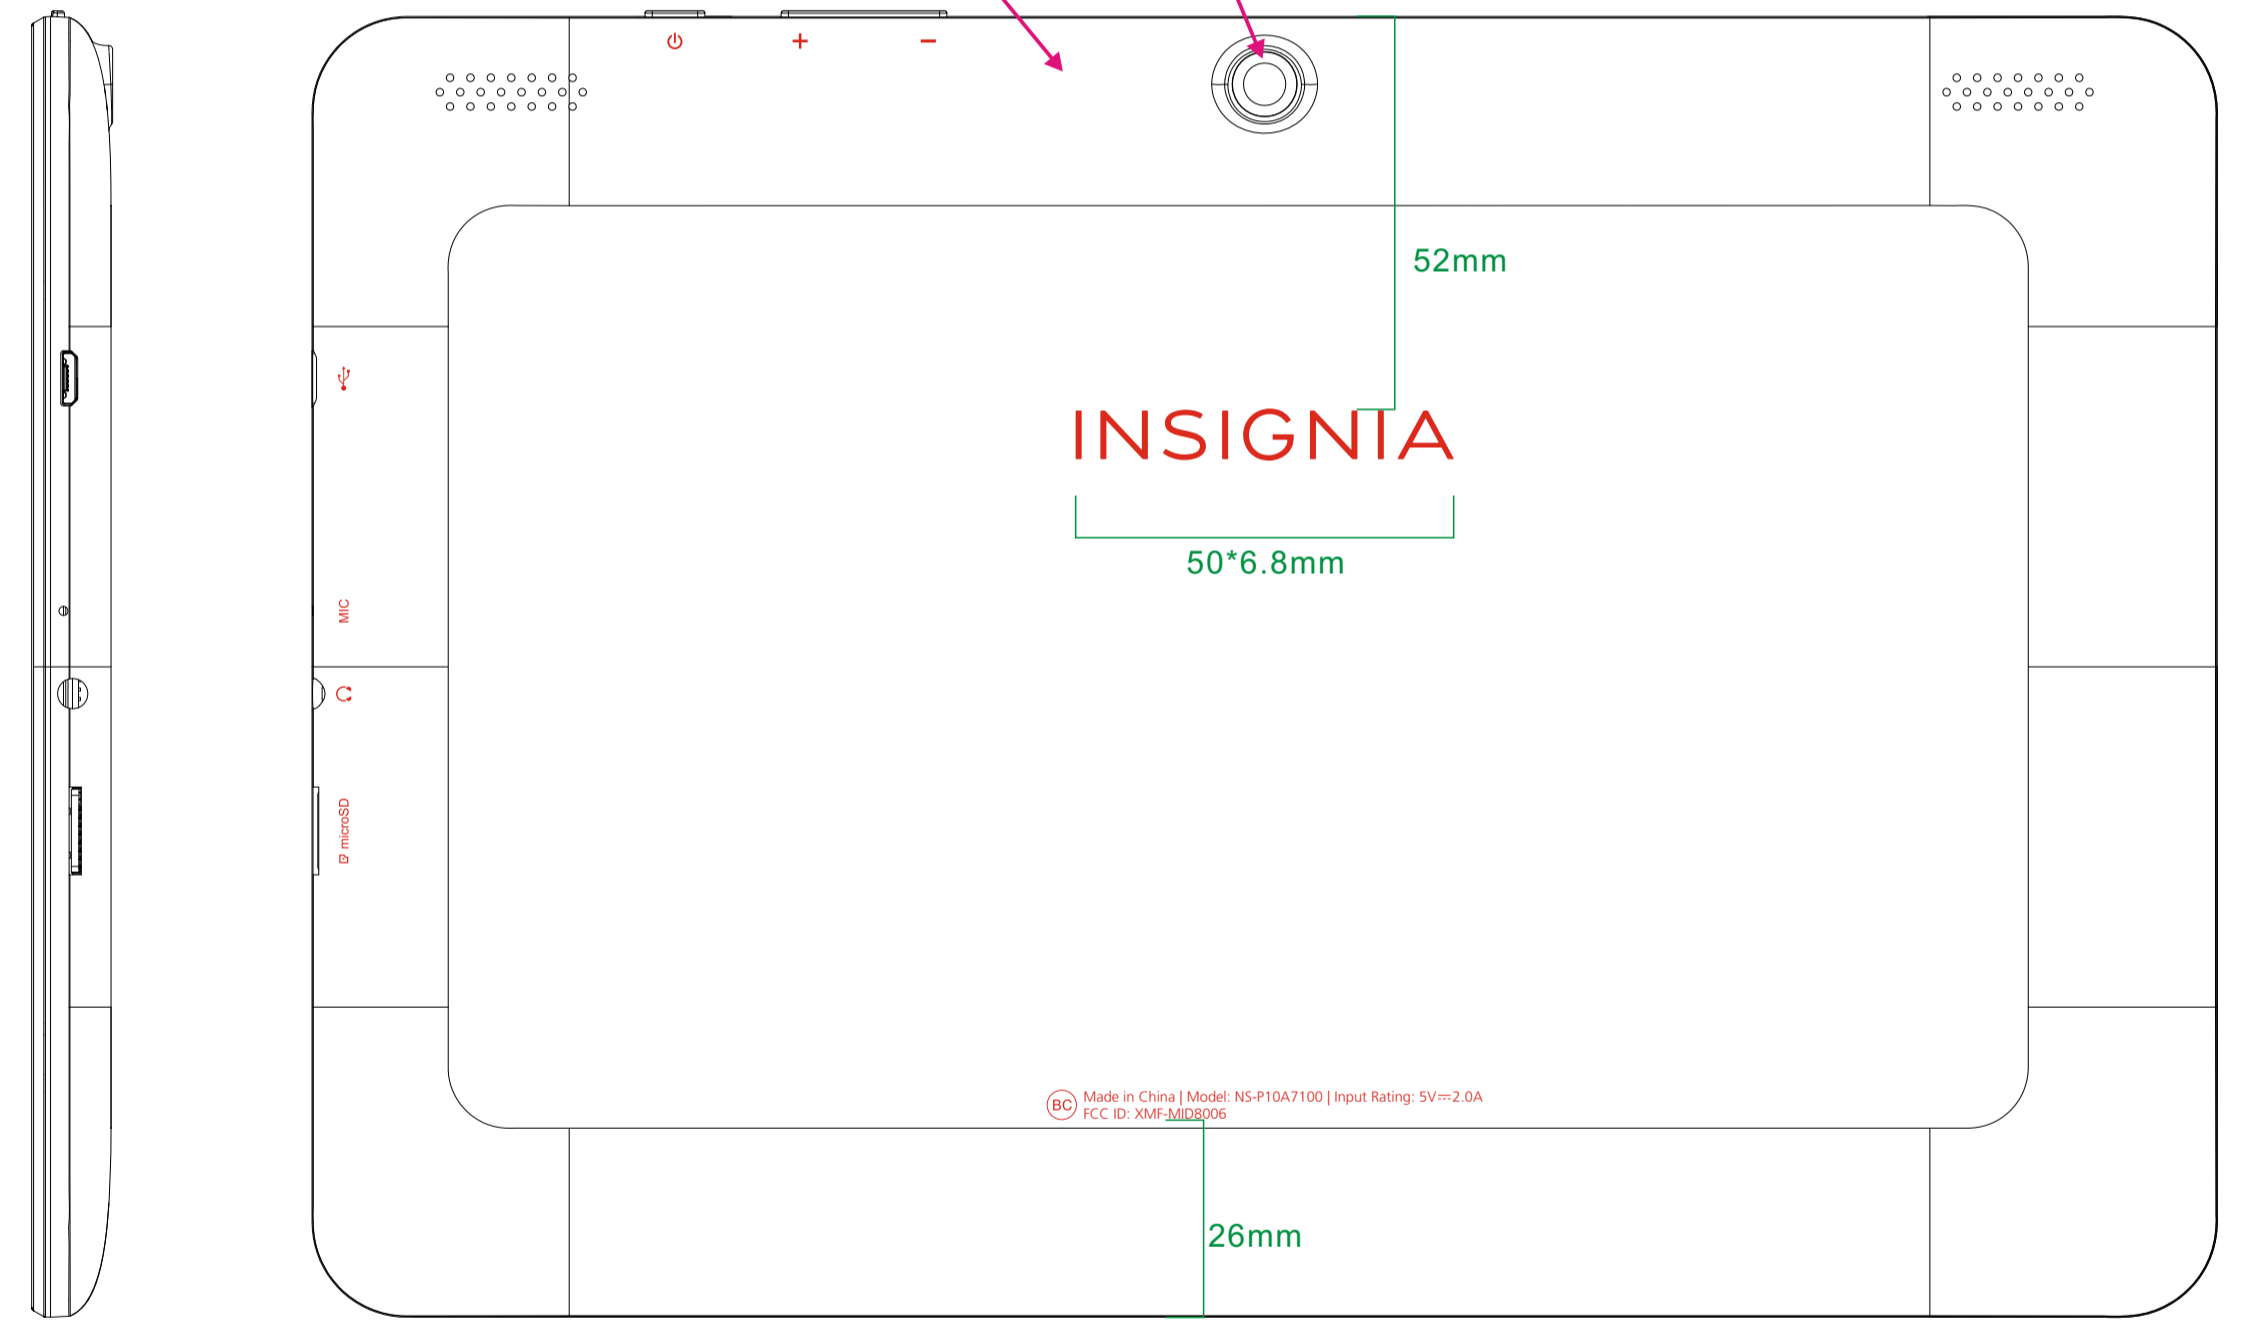 + −
52mm
INSIGNIA
50*6.8mm
MIC
microSD
BC
Made in China | Model: NS-P10A7100 | Input Rating: 5V⎓2.0A
FCC ID: XMF-MID8006
26mm